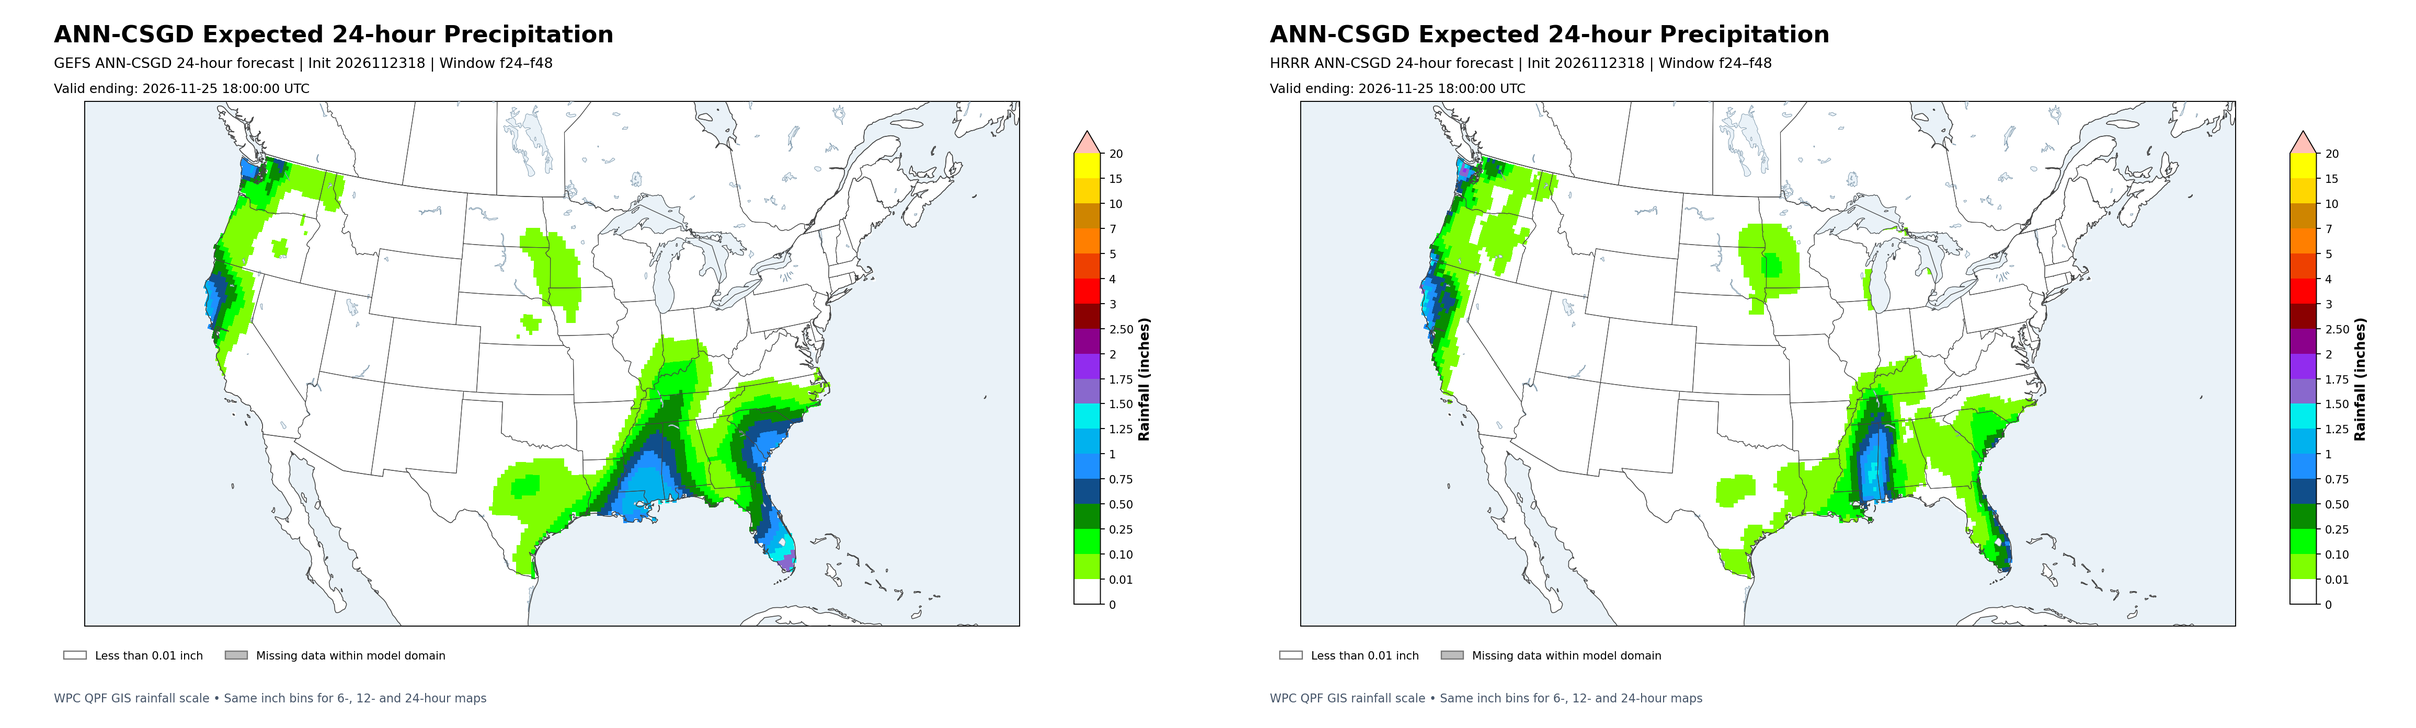 ANN-CSGD Expected 24-hour Precipitation
GEFS ANN-CSGD 24-hour forecast | Init 2026112318 | Window f24–f48
Valid ending: 2026-11-25 18:00:00 UTC
20
15
10
7
5
4
3
2.50
2
1.75
1.50
1.25
1
0.75
0.50
0.25
0.10
0.01
0
Rainfall (inches)
Less than 0.01 inch
Missing data within model domain
WPC QPF GIS rainfall scale • Same inch bins for 6-, 12- and 24-hour maps
ANN-CSGD Expected 24-hour Precipitation
HRRR ANN-CSGD 24-hour forecast | Init 2026112318 | Window f24–f48
Valid ending: 2026-11-25 18:00:00 UTC
20
15
10
7
5
4
3
2.50
2
1.75
1.50
1.25
1
0.75
0.50
0.25
0.10
0.01
0
Rainfall (inches)
Less than 0.01 inch
Missing data within model domain
WPC QPF GIS rainfall scale • Same inch bins for 6-, 12- and 24-hour maps